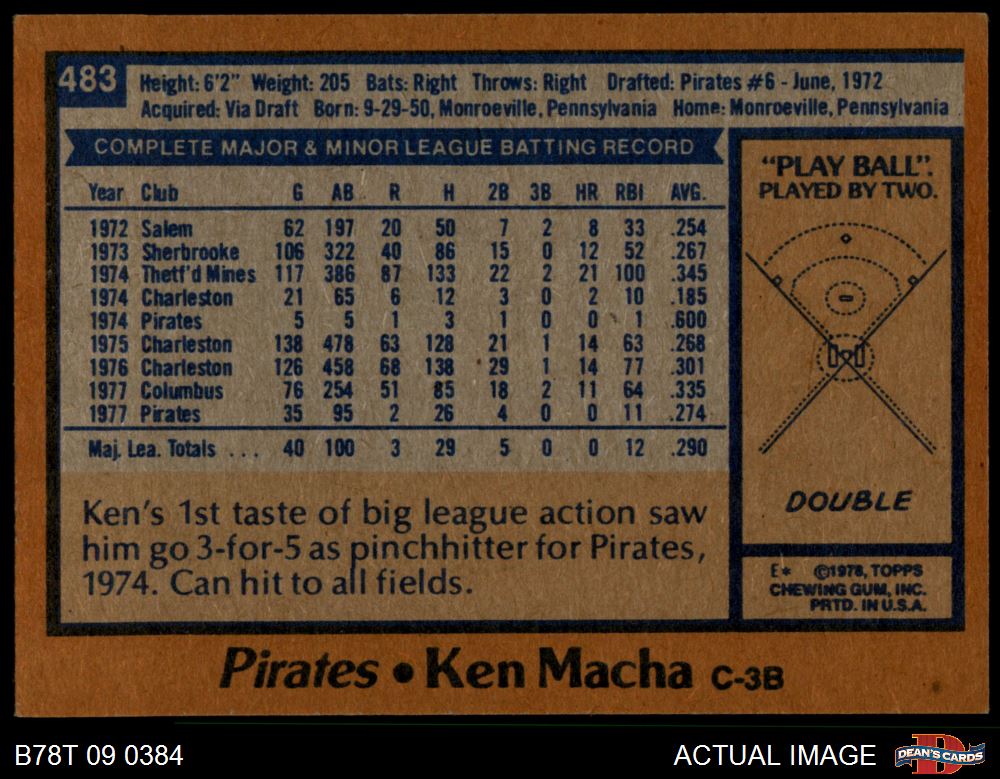 483
Height: 6'2" Weight: 205 Bats: Right Throws: Right Drafted: Pirates #6 - June, 1972
Acquired: Via Draft Born: 9-29-50, Monroeville, Pennsylvania Home: Monroeville, Pennsylvania
COMPLETE MAJOR & MINOR LEAGUE BATTING RECORD
Year Club G AB R H 2B 3B HR RBI AVG.
1972 Salem 62 197 20 50 7 2 8 33 .254
1973 Sherbrooke 106 322 40 86 15 0 12 52 .267
1974 Thetf'd Mines 117 386 87 133 22 2 21 100 .345
1974 Charleston 21 65 6 12 3 0 2 10 .185
1974 Pirates 5 5 1 3 1 0 0 1 .600
1975 Charleston 138 478 63 128 21 1 14 63 .268
1976 Charleston 126 458 68 138 29 1 14 77 .301
1977 Columbus 76 254 51 85 18 2 11 64 .335
1977 Pirates 35 95 2 26 4 0 0 11 .274
Maj. Lea. Totals . . . 40 100 3 29 5 0 0 12 .290
Ken's 1st taste of big league action saw
him go 3-for-5 as pinchhitter for Pirates,
1974. Can hit to all fields.
"PLAY BALL".
PLAYED BY TWO.
DOUBLE
E* ©1978, TOPPS
CHEWING GUM, INC.
PRTD. IN U.S.A.
Pirates • Ken Macha C-3B
B78T 09 0384
ACTUAL IMAGE
D
DEAN'S CARDS